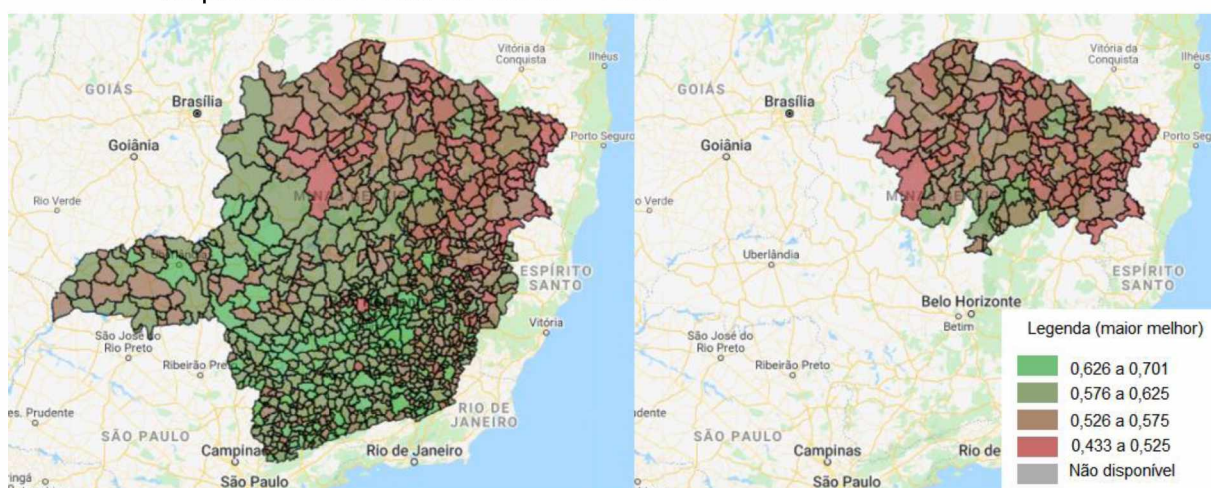 Vitória da
Conquista
Ilhéus
GOIÁS
Brasília
Goiânia
Porto Seguro
Rio Verde
ESPÍRITO
SANTO
Vitória
São José do
Rio Preto
Ribeirão Pre
es. Prudente
RIO DE
JANEIRO
SÃO PAULO
Campinas
Rio de Janeiro
São Paulo
Vitória da
Conquista
Ilhéus
GOIÁS
Brasília
Goiânia
Porto Segu
o Verde
Uberlândia
ESPÍRITO
SANTO
Belo Horizonte
Betim
São José do
Rio Preto
Ribeirão Preto
Prudente
SÃO PAULO
Campinas
Rio de
São Paulo
Legenda (maior melhor)
0,626 a 0,701
0,576 a 0,625
0,526 a 0,575
0,433 a 0,525
Não disponível